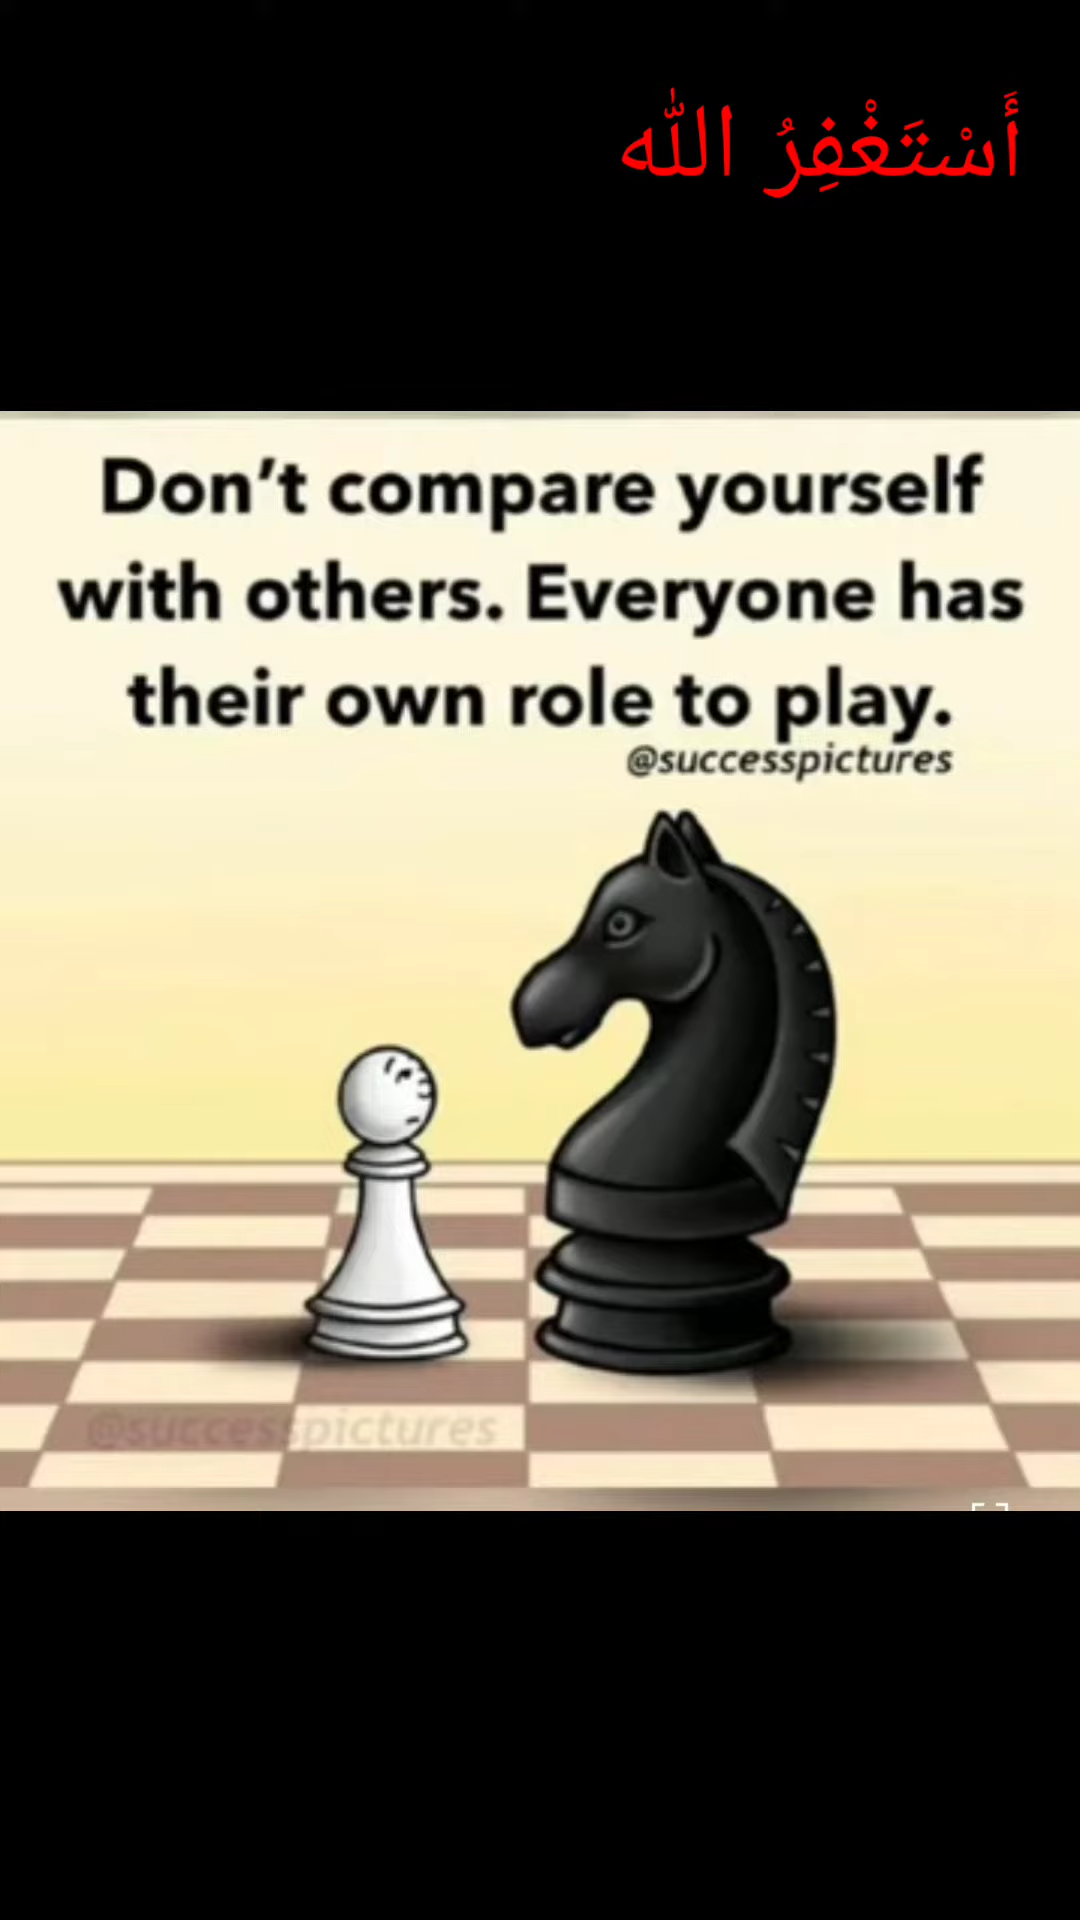 أَسْتَغْفِرُ اللّٰه
Don't compare yourself
with others. Everyone has
their own role to play.
@successpictures
@successpictures